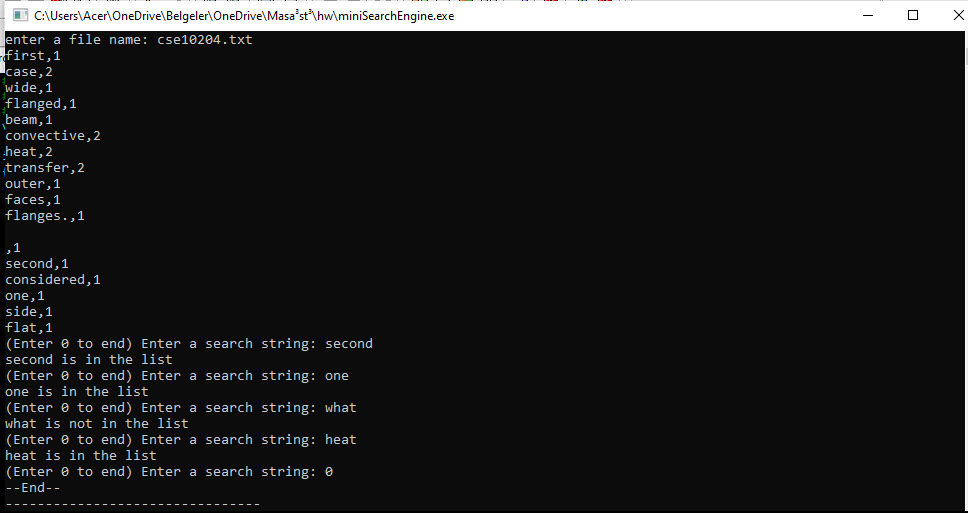 C:\Users\Acer\OneDrive\Belgeler\OneDrive\Masa³st³\hw\miniSearchEngine.exe
enter a file name: cse10204.txt
first,1
case,2
wide,1
flanged,1
beam,1
convective,2
heat,2
transfer,2
outer,1
faces,1
flanges.,1
,1
second,1
considered,1
one,1
side,1
flat,1
(Enter 0 to end) Enter a search string: second
second is in the list
(Enter 0 to end) Enter a search string: one
one is in the list
(Enter 0 to end) Enter a search string: what
what is not in the list
(Enter 0 to end) Enter a search string: heat
heat is in the list
(Enter 0 to end) Enter a search string: 0
--End--
--------------------------------